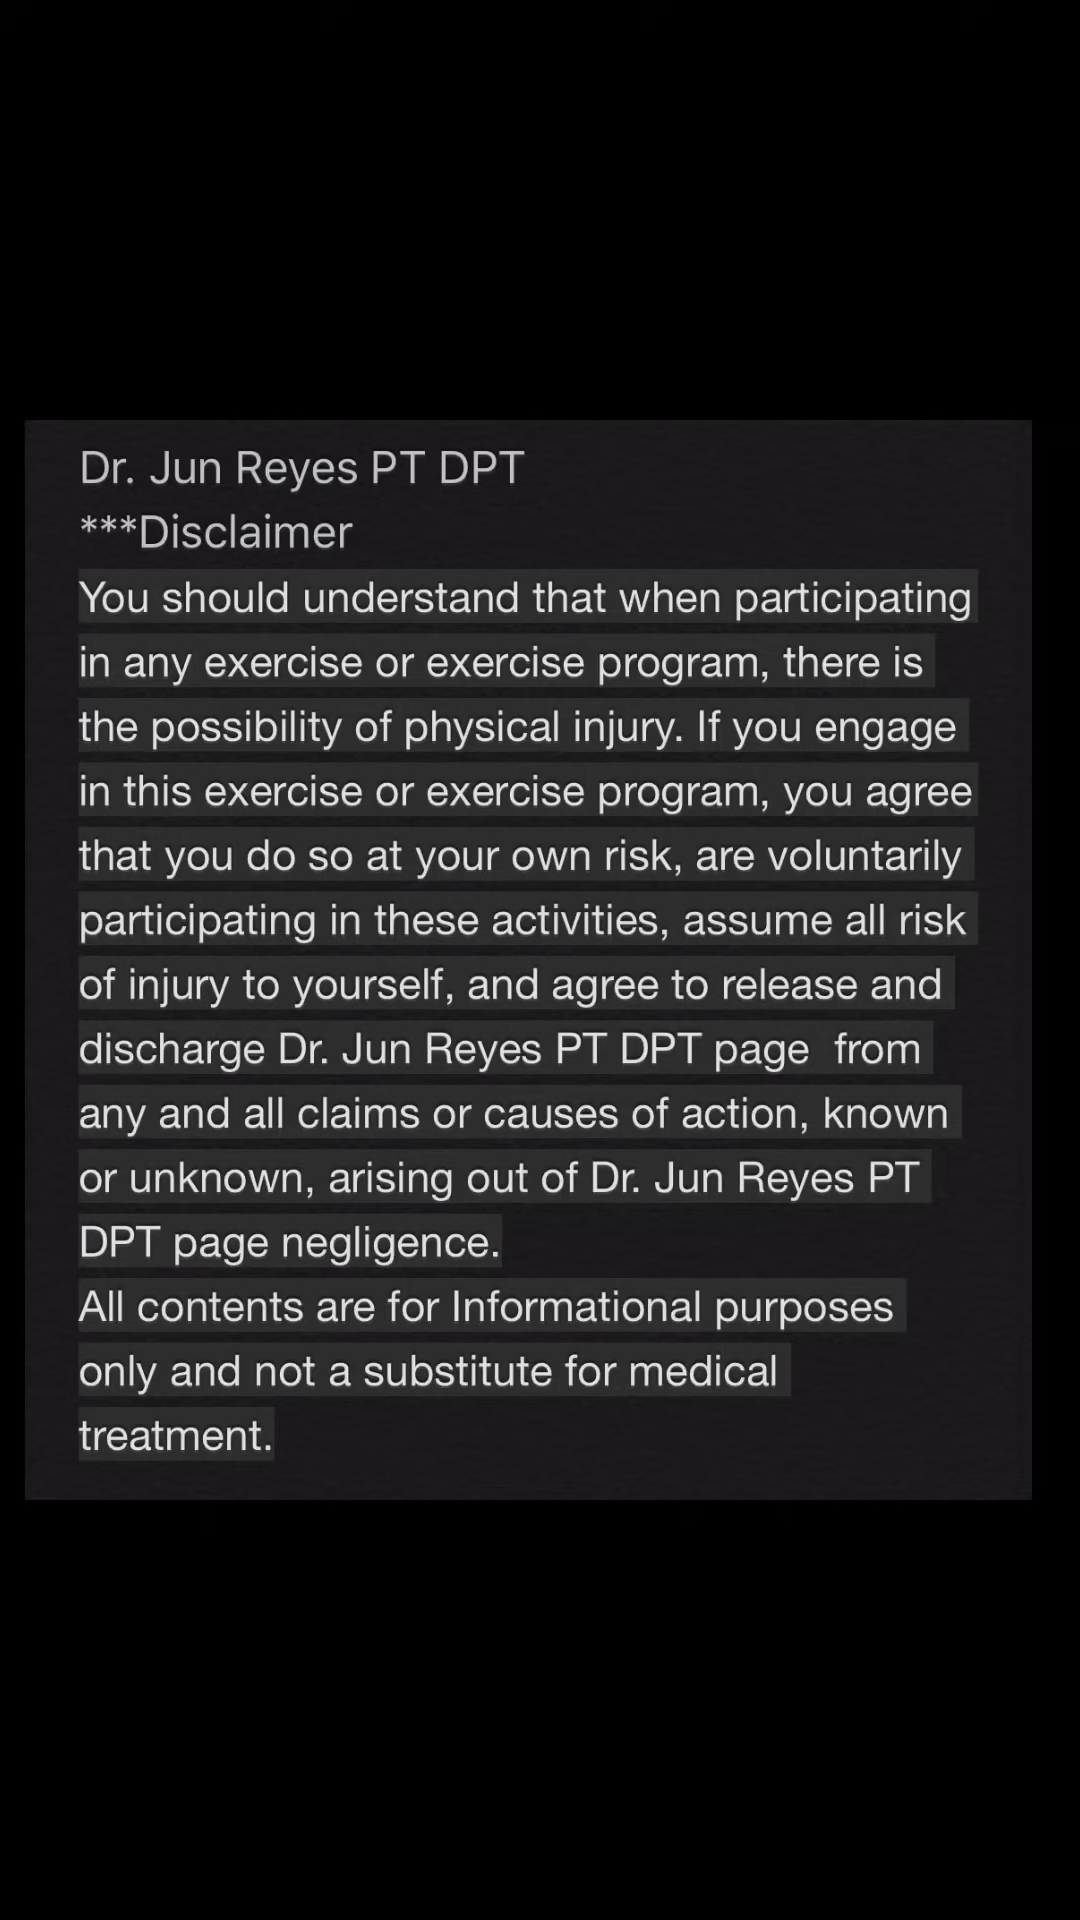 Dr. Jun Reyes PT DPT
***Disclaimer
You should understand that when participating
in any exercise or exercise program, there is
the possibility of physical injury. If you engage
in this exercise or exercise program, you agree
that you do so at your own risk, are voluntarily
participating in these activities, assume all risk
of injury to yourself, and agree to release and
discharge Dr. Jun Reyes PT DPT page  from
any and all claims or causes of action, known
or unknown, arising out of Dr. Jun Reyes PT
DPT page negligence.
All contents are for Informational purposes
only and not a substitute for medical
treatment.